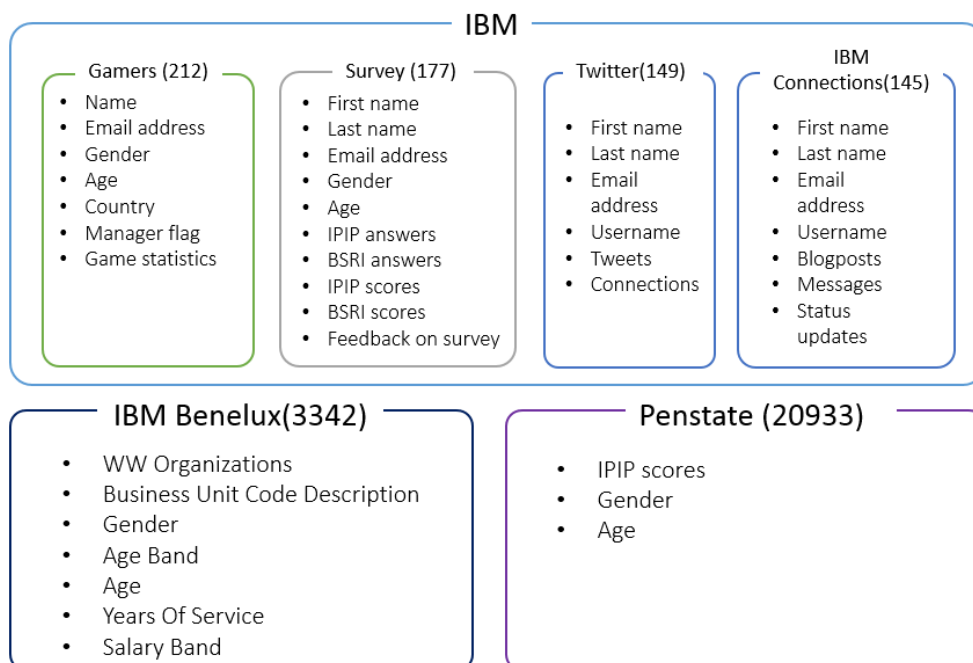 IBM
Gamers (212)
• Name
• Email address
• Gender
• Age
• Country
• Manager flag
• Game statistics
Survey (177)
• First name
• Last name
• Email address
• Gender
• Age
• IPIP answers
• BSRI answers
• IPIP scores
• BSRI scores
• Feedback on survey
Twitter(149)
• First name
• Last name
• Email
address
• Username
• Tweets
• Connections
IBM
Connections(145)
• First name
• Last name
• Email
address
• Username
• Blogposts
• Messages
• Status
updates
IBM Benelux(3342)
• WW Organizations
• Business Unit Code Description
• Gender
• Age Band
• Age
• Years Of Service
• Salary Band
Penstate (20933)
• IPIP scores
• Gender
• Age